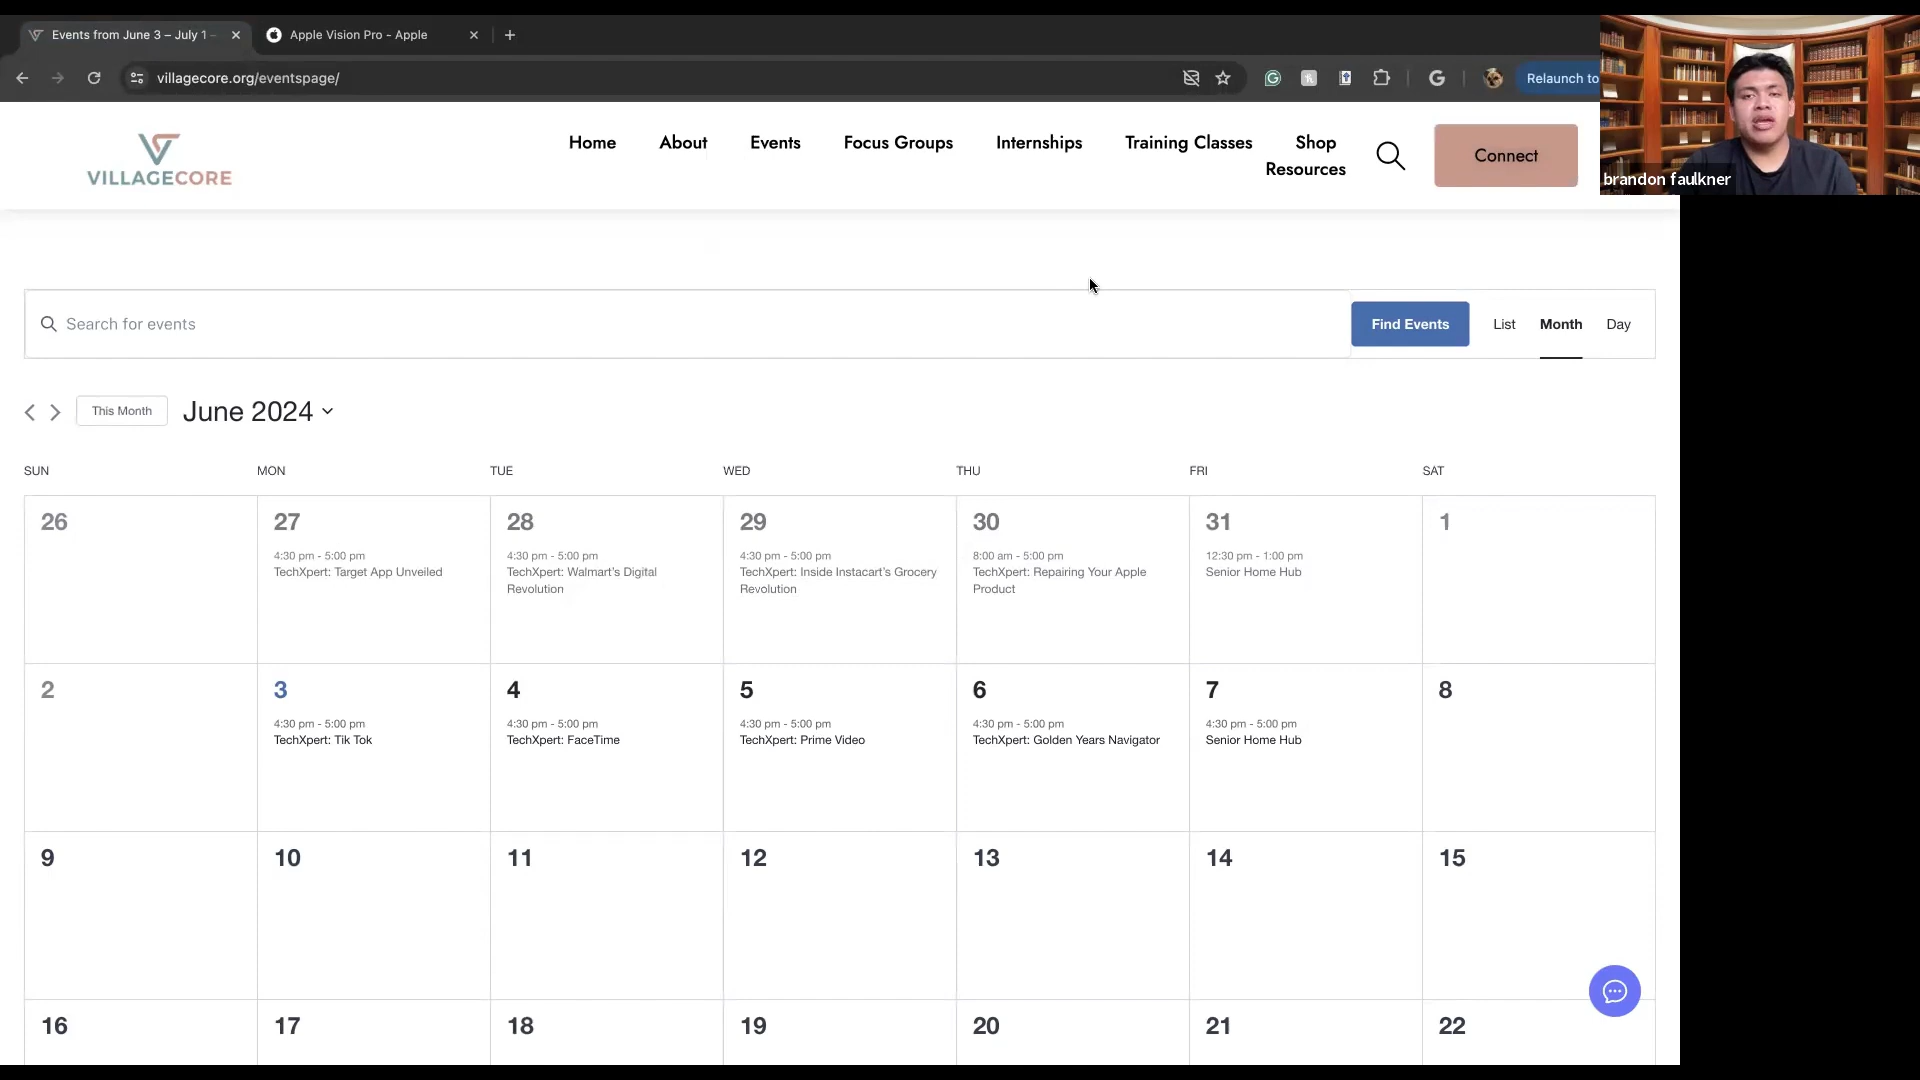 Events from June 3 – July 1 –
Apple Vision Pro - Apple
villagecore.org/eventspage/
Relaunch to
VILLAGECORE
Home
About
Events
Focus Groups
Internships
Training Classes
Shop
Resources
Connect
brandon faulkner
Search for events
Find Events
List
Month
Day
This Month
June 2024
SUN
MON
TUE
WED
THU
FRI
SAT
26
27
4:30 pm - 5:00 pm
TechXpert: Target App Unveiled
28
4:30 pm - 5:00 pm
TechXpert: Walmart’s Digital
Revolution
29
4:30 pm - 5:00 pm
TechXpert: Inside Instacart’s Grocery
Revolution
30
8:00 am - 5:00 pm
TechXpert: Repairing Your Apple
Product
31
12:30 pm - 1:00 pm
Senior Home Hub
1
2
3
4:30 pm - 5:00 pm
TechXpert: Tik Tok
4
4:30 pm - 5:00 pm
TechXpert: FaceTime
5
4:30 pm - 5:00 pm
TechXpert: Prime Video
6
4:30 pm - 5:00 pm
TechXpert: Golden Years Navigator
7
4:30 pm - 5:00 pm
Senior Home Hub
8
9
10
11
12
13
14
15
16
17
18
19
20
21
22